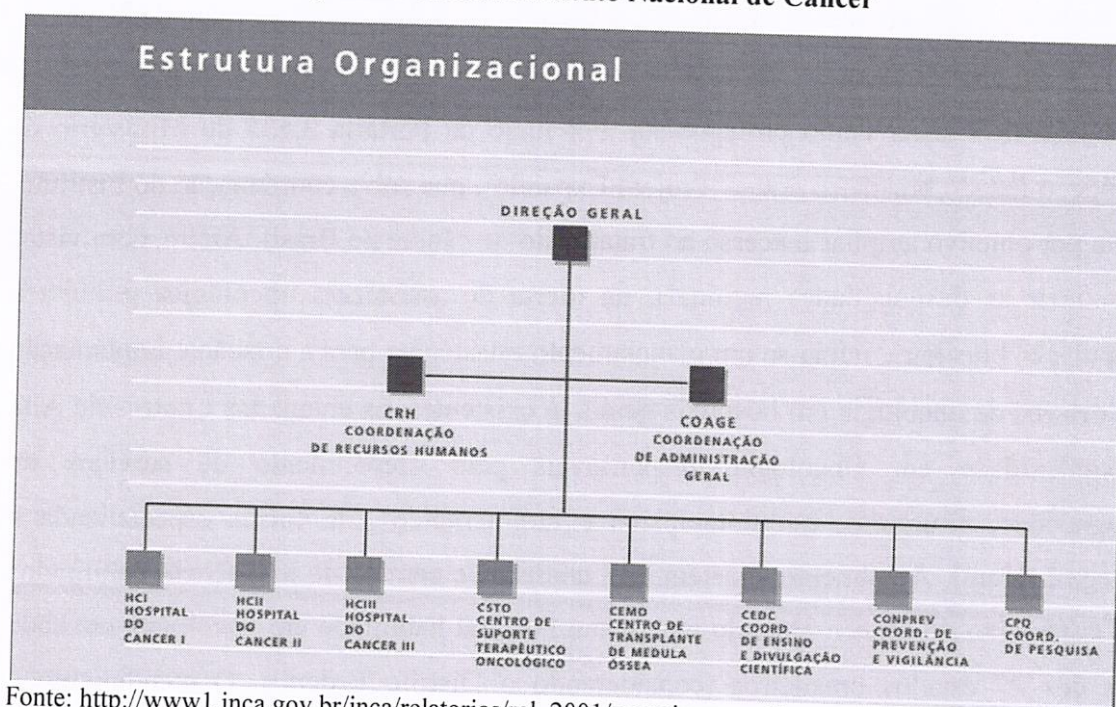 Nacional de Câncer
Estrutura Organizacional
DIREÇÃO GERAL
CRH
COORDENAÇÃO
DE RECURSOS HUMANOS
COAGE
COORDENAÇÃO
DE ADMINISTRAÇÃO
GERAL
HCI
HOSPITAL
DO
CANCER I
HCII
HOSPITAL
DO
CANCER II
HCIII
HOSPITAL
DO
CANCER III
CSTO
CENTRO DE
SUPORTE
TERAPÊUTICO
ONCOLÓGICO
CEMO
CENTRO DE
TRANSPLANTE
DE MEDULA
ÓSSEA
CEDC
COORD.
DE ENSINO
E DIVULGAÇÃO
CIENTÍFICA
CONPREV
COORD. DE
PREVENÇÃO
E VIGILÂNCIA
CPQ
COORD.
DE PESQUISA
Fonte: http://www1.inca.gov.br/inca/relatorios/rel_2001/